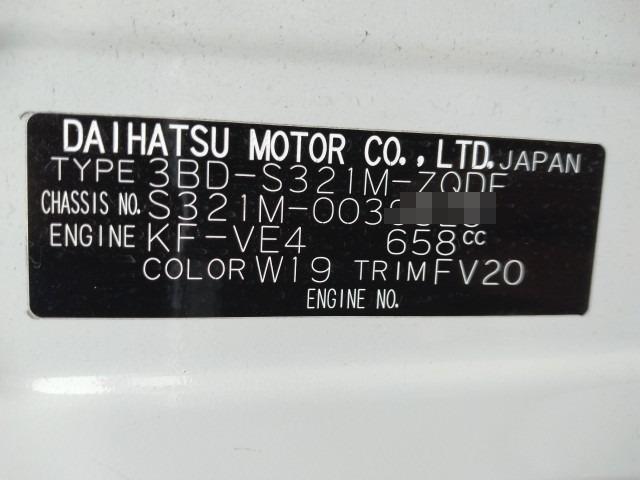 DAIHATSU MOTOR CO.,LTD. JAPAN
TYPE 3BD-S321M-ZQDF
CHASSIS NO. S321M-003
ENGINE KF-VE4 658cc
COLOR W19 TRIM FV20
ENGINE NO.